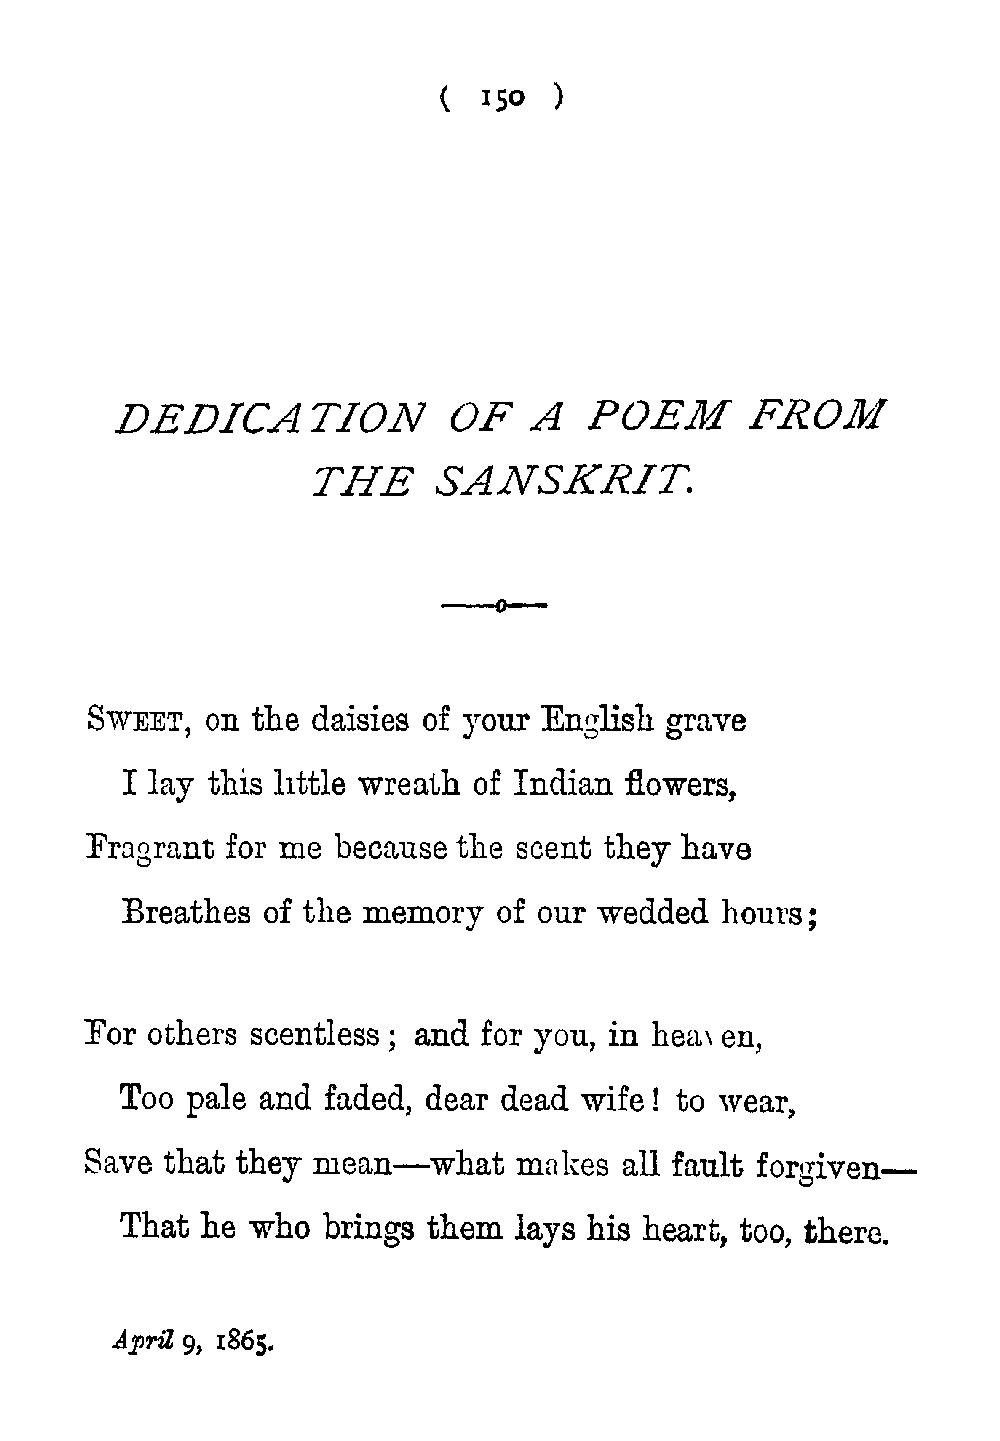 ( 150 )
DEDICATION OF A POEM FROM
THE SANSKRIT.
SWEET, on the daisies of your English grave
I lay this little wreath of Indian flowers,
Fragrant for me because the scent they have
Breathes of the memory of our wedded hours;
For others scentless; and for you, in heaven,
Too pale and faded, dear dead wife! to wear,
Save that they mean—what makes all fault forgiven—
That he who brings them lays his heart, too, there.
April 9, 1865.